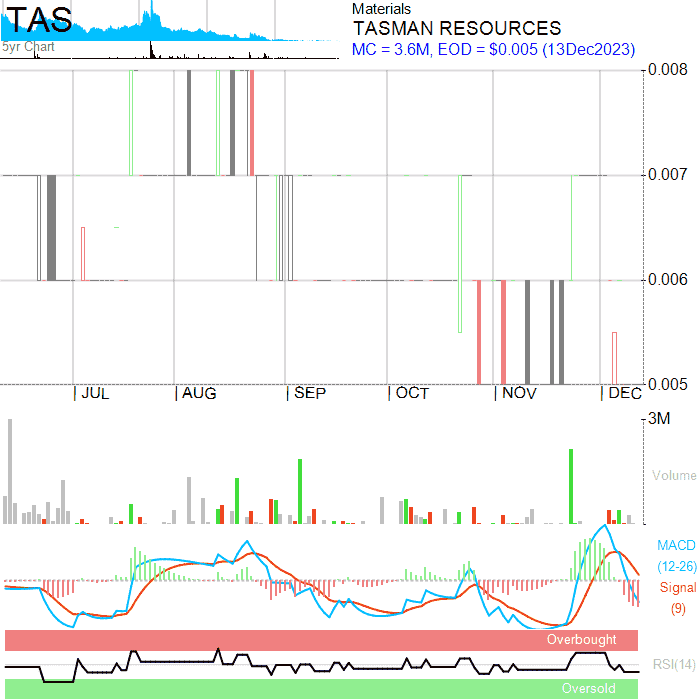 TAS
5yr Chart
Materials
TASMAN RESOURCES
MC = 3.6M, EOD = $0.005 (13Dec2023)
0.008
0.007
0.006
0.005
JUL AUG SEP OCT NOV DEC
3M
Volume
MACD
(12-26)
Signal
(9)
Overbought
RSI(14)
Oversold